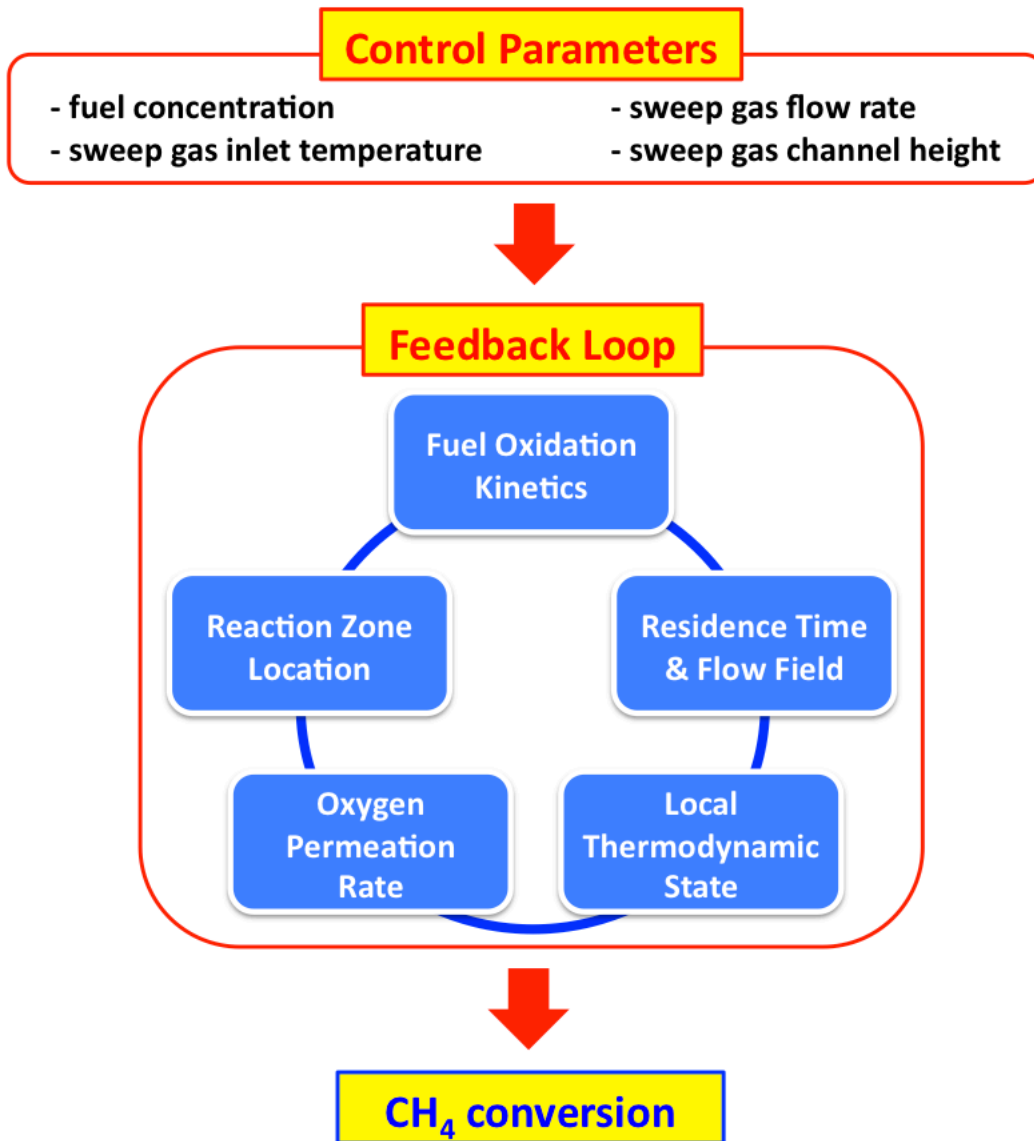 Control Parameters
- fuel concentration
- sweep gas inlet temperature
- sweep gas flow rate
- sweep gas channel height
Feedback Loop
Fuel Oxidation
Kinetics
Reaction Zone
Location
Residence Time
& Flow Field
Oxygen
Permeation
Rate
Local
Thermodynamic
State
CH₄ conversion